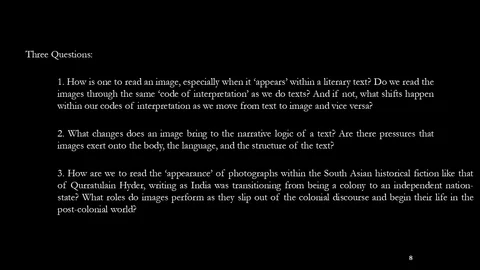 Three Questions:
1. How is one to read an image, especially when it ‘appears’ within a literary text? Do we read the
images through the same ‘code of interpretation’ as we do texts? And if not, what shifts happen
within our codes of interpretation as we move from text to image and vice versa?
2. What changes does an image bring to the narrative logic of a text? Are there pressures that
images exert onto the body, the language, and the structure of the text?
3. How are we to read the ‘appearance’ of photographs within the South Asian historical fiction like that
of Qurratulain Hyder, writing as India was transitioning from being a colony to an independent nation-
state? What roles do images perform as they slip out of the colonial discourse and begin their life in the
post-colonial world?
8